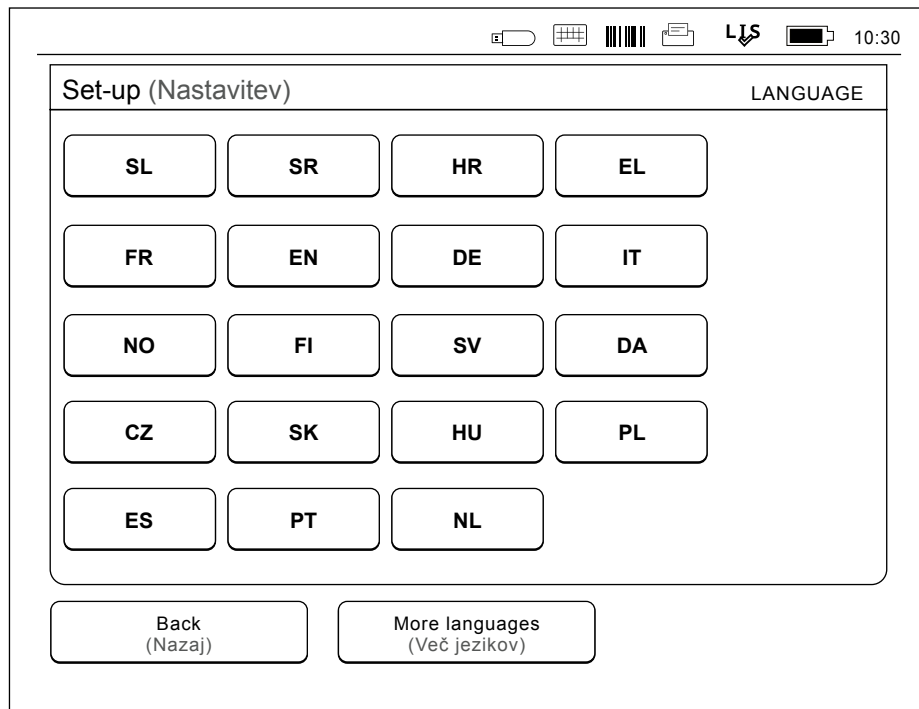 LIS 10:30
Set-up (Nastavitev) LANGUAGE
SL SR HR EL
FR EN DE IT
NO FI SV DA
CZ SK HU PL
ES PT NL
Back More languages
(Nazaj) (Več jezikov)